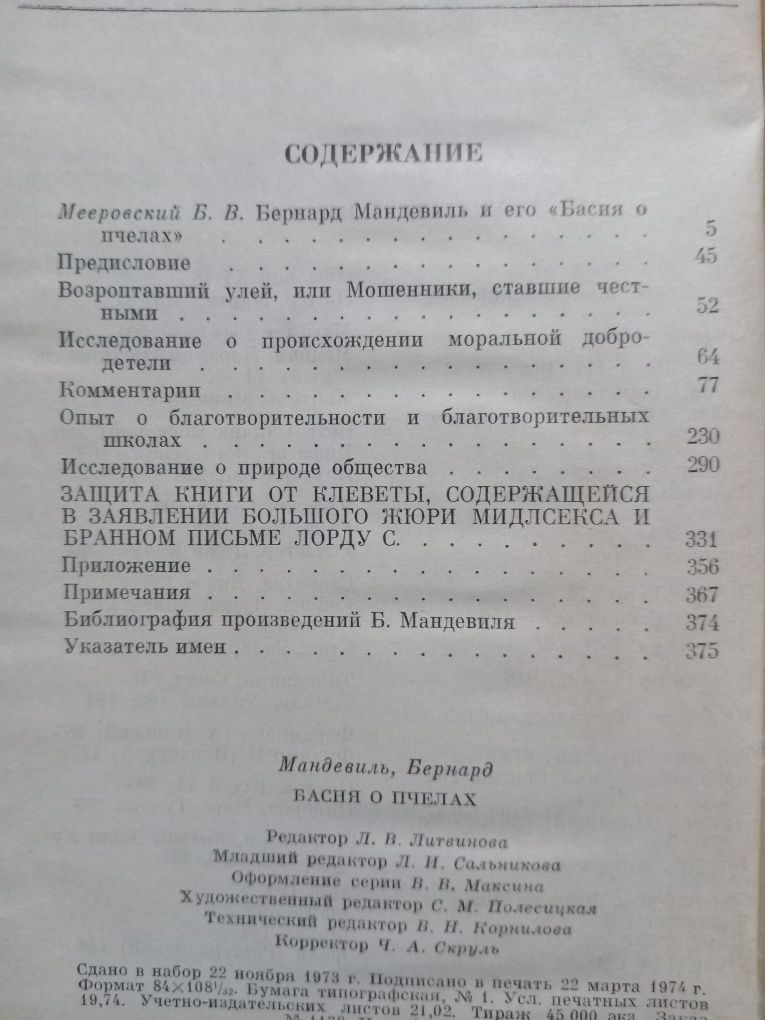 СОДЕРЖАНИЕ
Мееровский Б. В. Бернард Мандевиль и его «Басня о
пчелах» . . . . . . . . . . . . . . . . 5
Предисловие . . . . . . . . . . . . . . . . 45
Возроптавший улей, или Мошенники, ставшие чест-
ными . . . . . . . . . . . . . . . . . . 52
Исследование о происхождении моральной добро-
детели . . . . . . . . . . . . . . . . . 64
Комментарии . . . . . . . . . . . . . . . . 77
Опыт о благотворительности и благотворительных
школах . . . . . . . . . . . . . . . . . 230
Исследование о природе общества . . . . . . . . 290
ЗАЩИТА КНИГИ ОТ КЛЕВЕТЫ, СОДЕРЖАЩЕЙСЯ
В ЗАЯВЛЕНИИ БОЛЬШОГО ЖЮРИ МИДЛСЕКСА И
БРАННОМ ПИСЬМЕ ЛОРДУ С. . . . . . . . . . 331
Приложение . . . . . . . . . . . . . . . . . 356
Примечания . . . . . . . . . . . . . . . . . 367
Библиография произведений Б. Мандевиля . . . . . 374
Указатель имен . . . . . . . . . . . . . . . . 375
Мандевиль, Бернард
БАСНЯ О ПЧЕЛАХ
Редактор Л. В. Литвинова
Младший редактор Л. И. Сальникова
Оформление серии В. В. Максина
Художественный редактор С. М. Полесицкая
Технический редактор В. Н. Корнилова
Корректор Ч. А. Скруль
Сдано в набор 22 ноября 1973 г. Подписано в печать 22 марта 1974 г.
Формат 84×108¹/₃₂. Бумага типографская, № 1. Усл. печатных листов
19,74. Учетно-издательских листов 21,02. Тираж 45 000 экз. Заказ